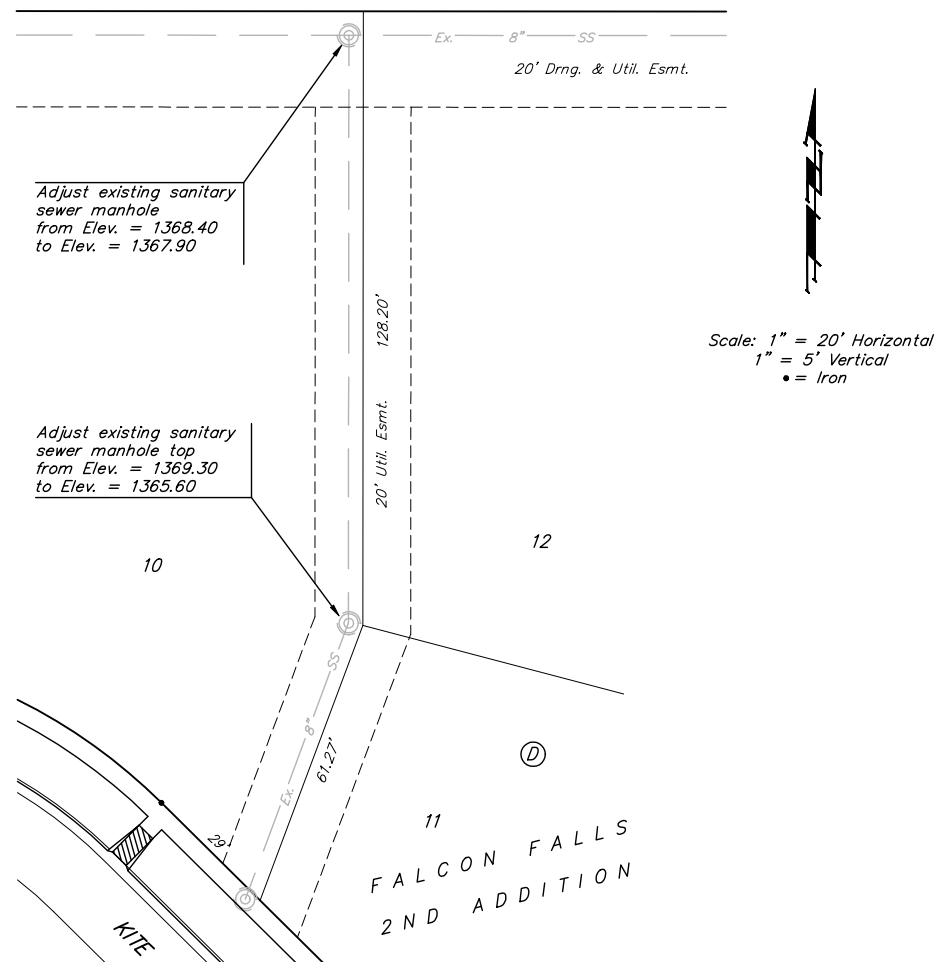 Ex. 8" SS
20' Drng. & Util. Esmt.
Adjust existing sanitary
sewer manhole
from Elev. = 1368.40
to Elev. = 1367.90
128.20'
20' Util. Esmt.
Scale: 1" = 20' Horizontal
1" = 5' Vertical
• = Iron
Adjust existing sanitary
sewer manhole top
from Elev. = 1369.30
to Elev. = 1365.60
10
12
Ex. 8" SS
61.27'
D
11
29'
FALCON FALLS
2ND ADDITION
KITE